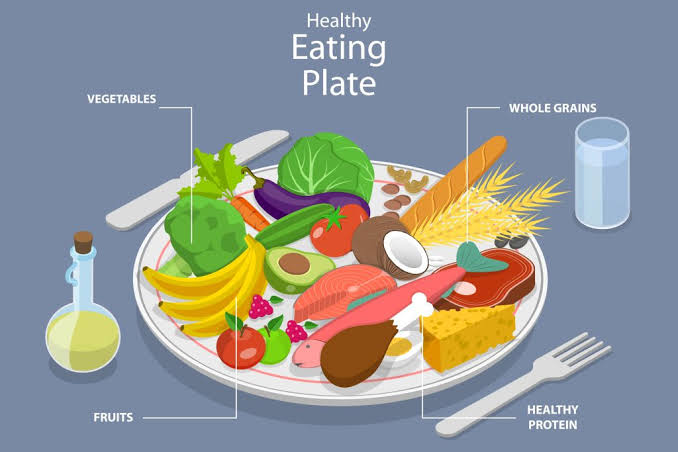 Healthy
Eating
Plate
VEGETABLES
WHOLE GRAINS
FRUITS
HEALTHY
PROTEIN